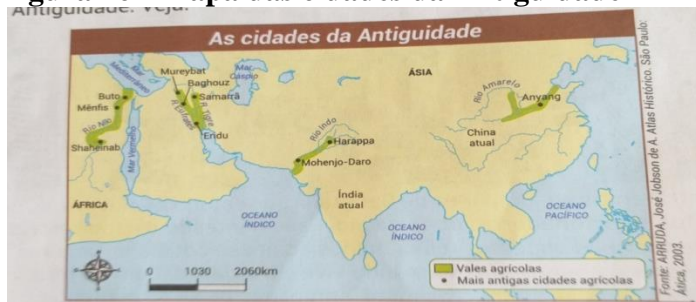 Antiguidade. Veja:
As cidades da Antiguidade
Mar
Mediterrâneo
Mureybat
Baghouz
Samarrâ
Mar
Cáspio
ÁSIA
Rio Amarelo
Anyang
Buto
Mênfis
Rio Nilo
Shaheinab
Mar Vermelho
R. Eufrates
R. Tigre
Eridu
Rio Indo
Harappa
Mohenjo-Daro
China
atual
Índia
atual
ÁFRICA
OCEANO
ÍNDICO
OCEANO
ÍNDICO
OCEANO
PACÍFICO
0 1030 2060km
Vales agrícolas
Mais antigas cidades agrícolas
Fonte: ARRUDA, José Jobson de A. Atlas Histórico. São Paulo:
Ática, 2003.